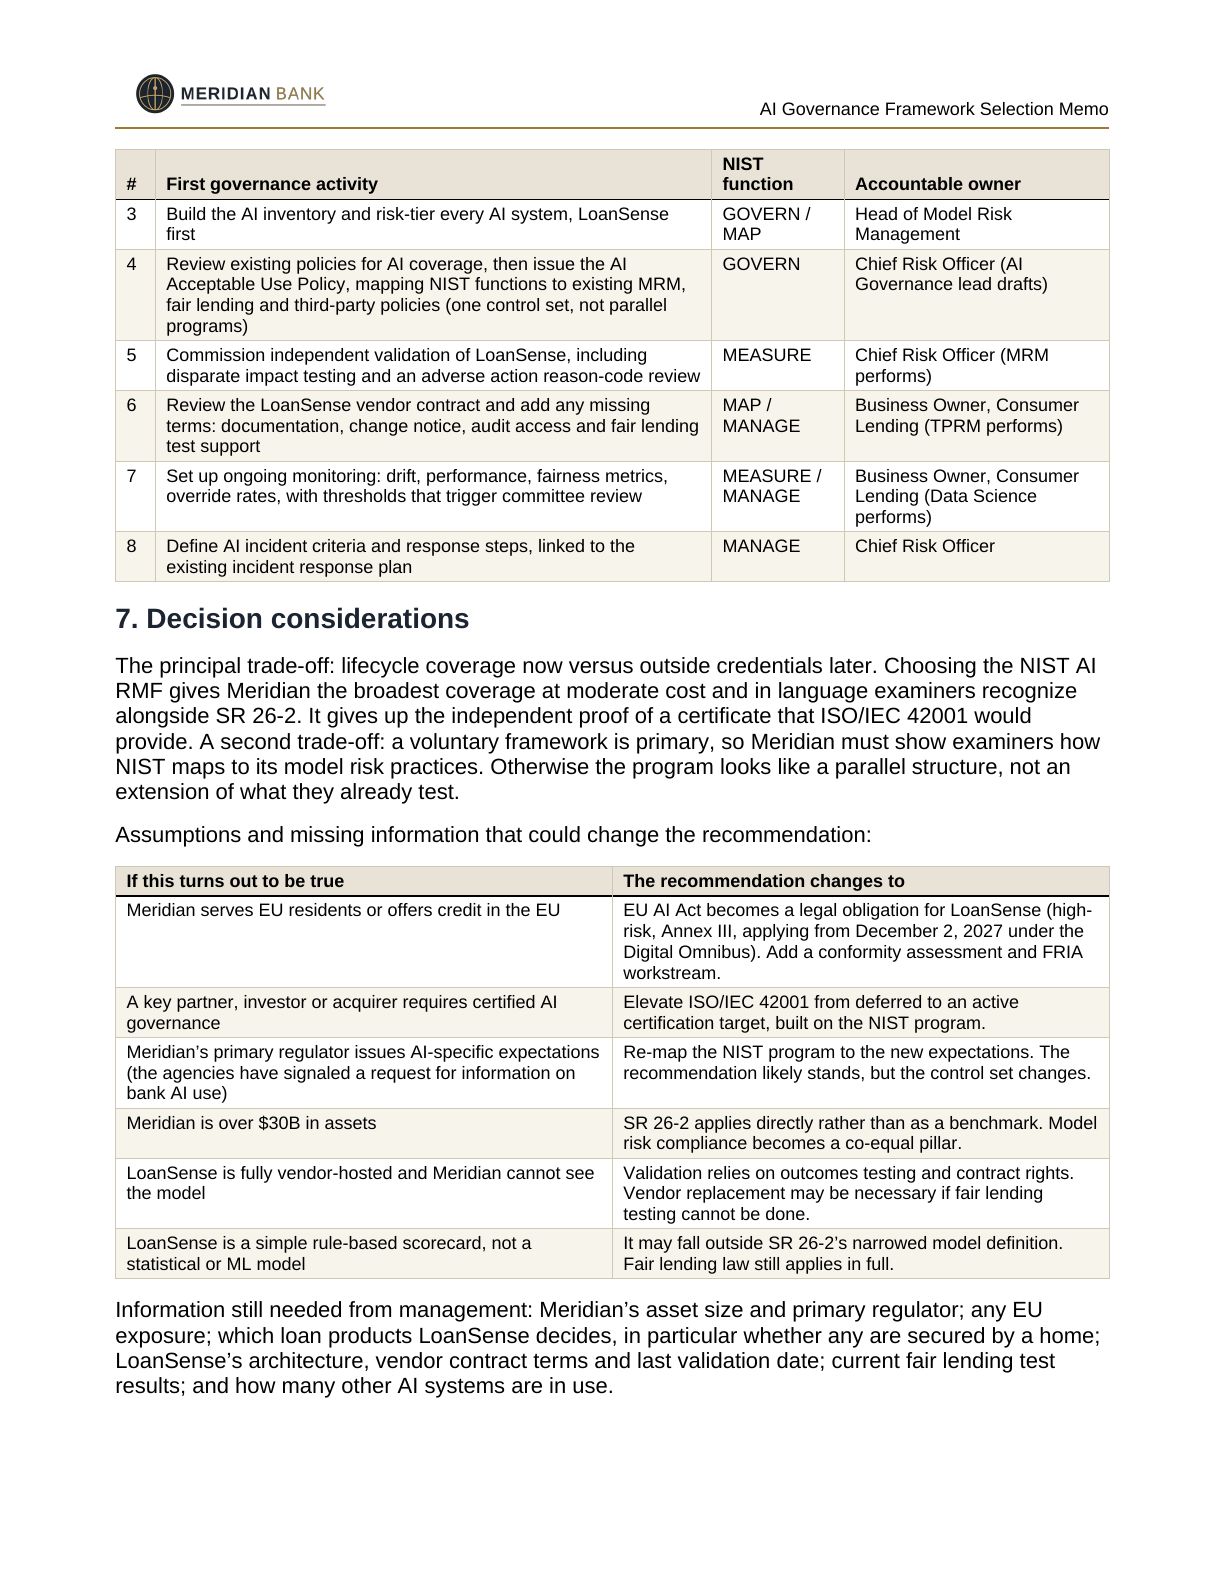 MERIDIAN BANK
AI Governance Framework Selection Memo
# First governance activity NIST function Accountable owner
3 Build the AI inventory and risk-tier every AI system, LoanSense
first
GOVERN /
MAP
Head of Model Risk
Management
4 Review existing policies for AI coverage, then issue the AI
Acceptable Use Policy, mapping NIST functions to existing MRM,
fair lending and third-party policies (one control set, not parallel
programs)
GOVERN
Chief Risk Officer (AI
Governance lead drafts)
5 Commission independent validation of LoanSense, including
disparate impact testing and an adverse action reason-code review
MEASURE
Chief Risk Officer (MRM
performs)
6 Review the LoanSense vendor contract and add any missing
terms: documentation, change notice, audit access and fair lending
test support
MAP /
MANAGE
Business Owner, Consumer
Lending (TPRM performs)
7 Set up ongoing monitoring: drift, performance, fairness metrics,
override rates, with thresholds that trigger committee review
MEASURE /
MANAGE
Business Owner, Consumer
Lending (Data Science
performs)
8 Define AI incident criteria and response steps, linked to the
existing incident response plan
MANAGE
Chief Risk Officer
7. Decision considerations
The principal trade-off: lifecycle coverage now versus outside credentials later. Choosing the NIST AI
RMF gives Meridian the broadest coverage at moderate cost and in language examiners recognize
alongside SR 26-2. It gives up the independent proof of a certificate that ISO/IEC 42001 would
provide. A second trade-off: a voluntary framework is primary, so Meridian must show examiners how
NIST maps to its model risk practices. Otherwise the program looks like a parallel structure, not an
extension of what they already test.
Assumptions and missing information that could change the recommendation:
If this turns out to be true The recommendation changes to
Meridian serves EU residents or offers credit in the EU
EU AI Act becomes a legal obligation for LoanSense (high-
risk, Annex III, applying from December 2, 2027 under the
Digital Omnibus). Add a conformity assessment and FRIA
workstream.
A key partner, investor or acquirer requires certified AI
governance
Elevate ISO/IEC 42001 from deferred to an active
certification target, built on the NIST program.
Meridian’s primary regulator issues AI-specific expectations
(the agencies have signaled a request for information on
bank AI use)
Re-map the NIST program to the new expectations. The
recommendation likely stands, but the control set changes.
Meridian is over $30B in assets
SR 26-2 applies directly rather than as a benchmark. Model
risk compliance becomes a co-equal pillar.
LoanSense is fully vendor-hosted and Meridian cannot see
the model
Validation relies on outcomes testing and contract rights.
Vendor replacement may be necessary if fair lending
testing cannot be done.
LoanSense is a simple rule-based scorecard, not a
statistical or ML model
It may fall outside SR 26-2’s narrowed model definition.
Fair lending law still applies in full.
Information still needed from management: Meridian’s asset size and primary regulator; any EU
exposure; which loan products LoanSense decides, in particular whether any are secured by a home;
LoanSense’s architecture, vendor contract terms and last validation date; current fair lending test
results; and how many other AI systems are in use.